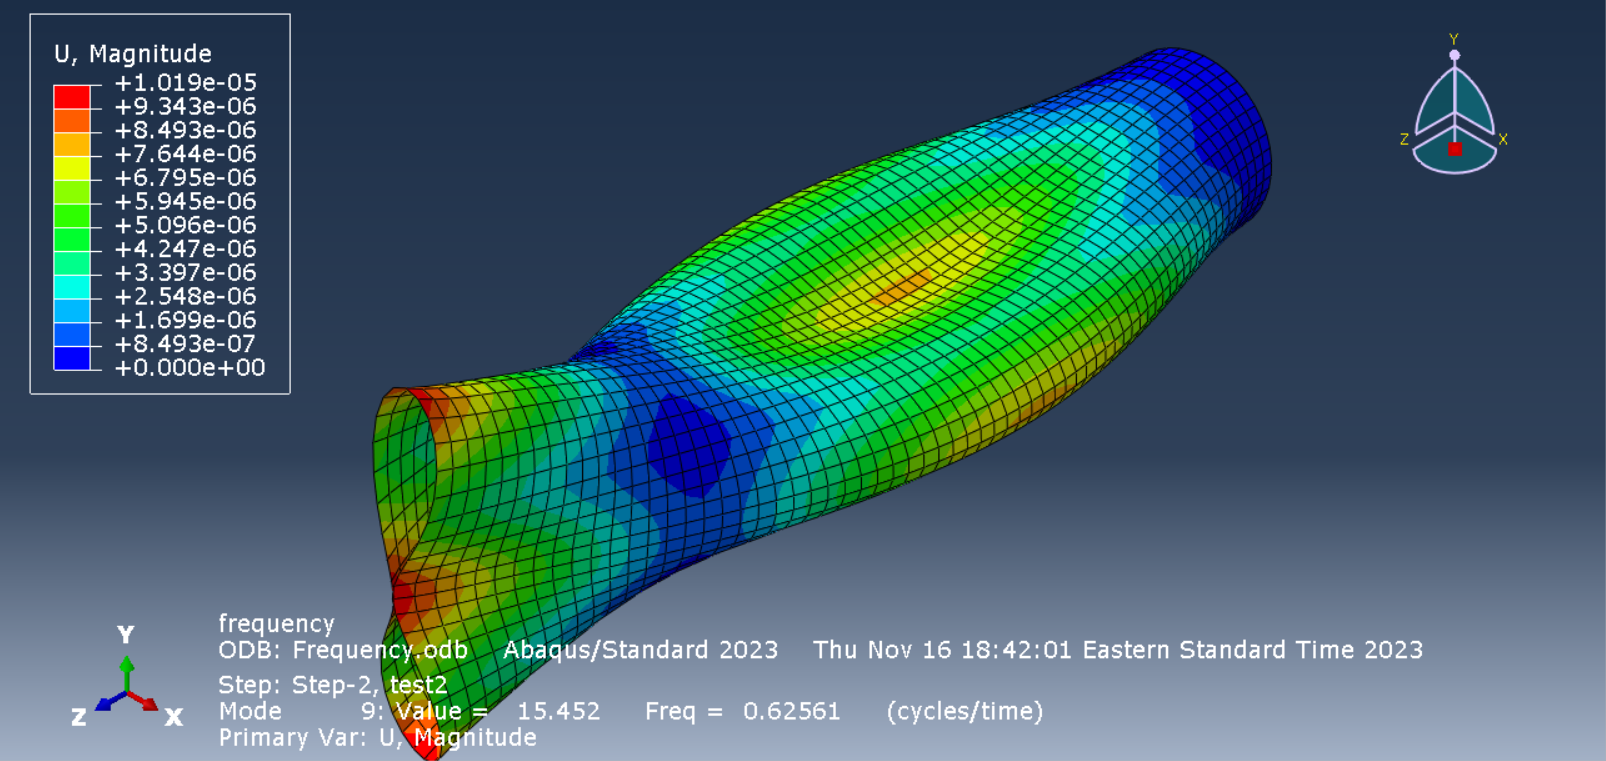 U, Magnitude
+1.019e-05
+9.343e-06
+8.493e-06
+7.644e-06
+6.795e-06
+5.945e-06
+5.096e-06
+4.247e-06
+3.397e-06
+2.548e-06
+1.699e-06
+8.493e-07
+0.000e+00
Y
Z X
Y
Z X
frequency
ODB: Frequency.odb Abaqus/Standard 2023 Thu Nov 16 18:42:01 Eastern Standard Time 2023
Step: Step-2, test2
Mode 9: Value = 15.452 Freq = 0.62561 (cycles/time)
Primary Var: U, Magnitude